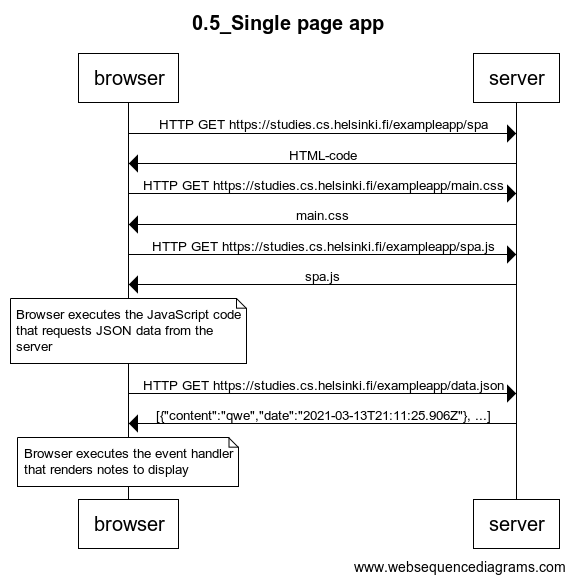 0.5_Single page app
browser
server
HTTP GET https://studies.cs.helsinki.fi/exampleapp/spa
HTML-code
HTTP GET https://studies.cs.helsinki.fi/exampleapp/main.css
main.css
HTTP GET https://studies.cs.helsinki.fi/exampleapp/spa.js
spa.js
Browser executes the JavaScript code
that requests JSON data from the
server
HTTP GET https://studies.cs.helsinki.fi/exampleapp/data.json
[{"content":"qwe","date":"2021-03-13T21:11:25.906Z"}, ...]
Browser executes the event handler
that renders notes to display
browser
server
www.websequencediagrams.com